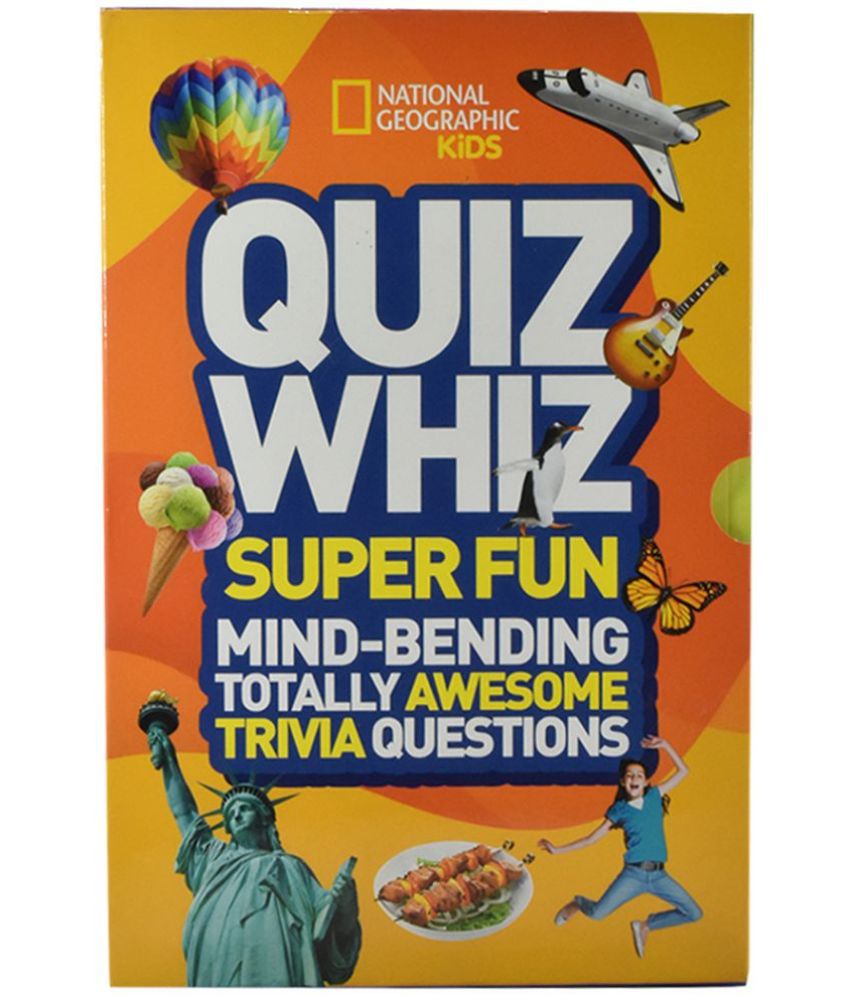 NATIONAL
GEOGRAPHIC
KiDS
QUIZ
WHIZ
SUPER FUN
MIND-BENDING
TOTALLY AWESOME
TRIVIA QUESTIONS